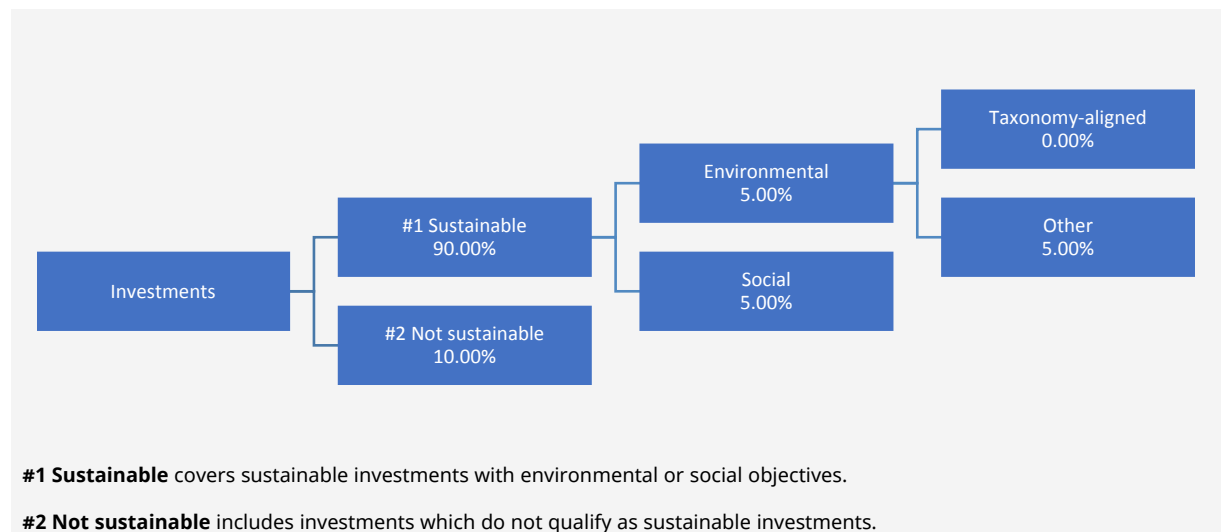 Investments
#1 Sustainable
90.00%
#2 Not sustainable
10.00%
Environmental
5.00%
Social
5.00%
Taxonomy-aligned
0.00%
Other
5.00%
#1 Sustainable covers sustainable investments with environmental or social objectives.
#2 Not sustainable includes investments which do not qualify as sustainable investments.